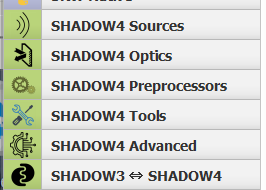 SHADOW4 Sources
SHADOW4 Optics
SHADOW4 Preprocessors
SHADOW4 Tools
SHADOW4 Advanced
SHADOW3 ⇔ SHADOW4